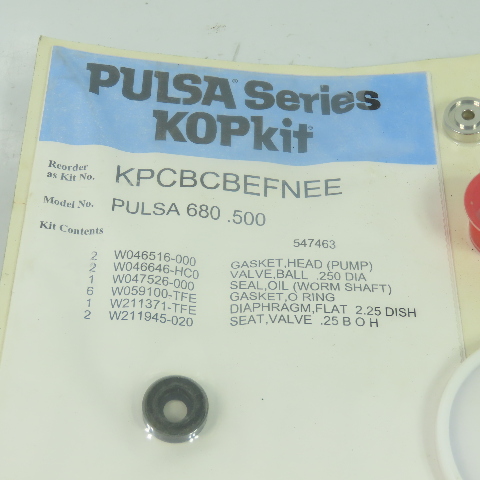 PULSA® Series
KOPkit®
Reorder
as Kit No. KPCBCBEFNEE
Model No. PULSA 680 .500
Kit Contents 547463
2 W046516-000 GASKET,HEAD (PUMP)
2 W046646-HC0 VALVE,BALL .250 DIA
1 W047526-000 SEAL,OIL (WORM SHAFT)
6 W059100-TFE GASKET,O RING
1 W211371-TFE DIAPHRAGM,FLAT 2.25 DISH
2 W211945-020 SEAT,VALVE .25 B O H